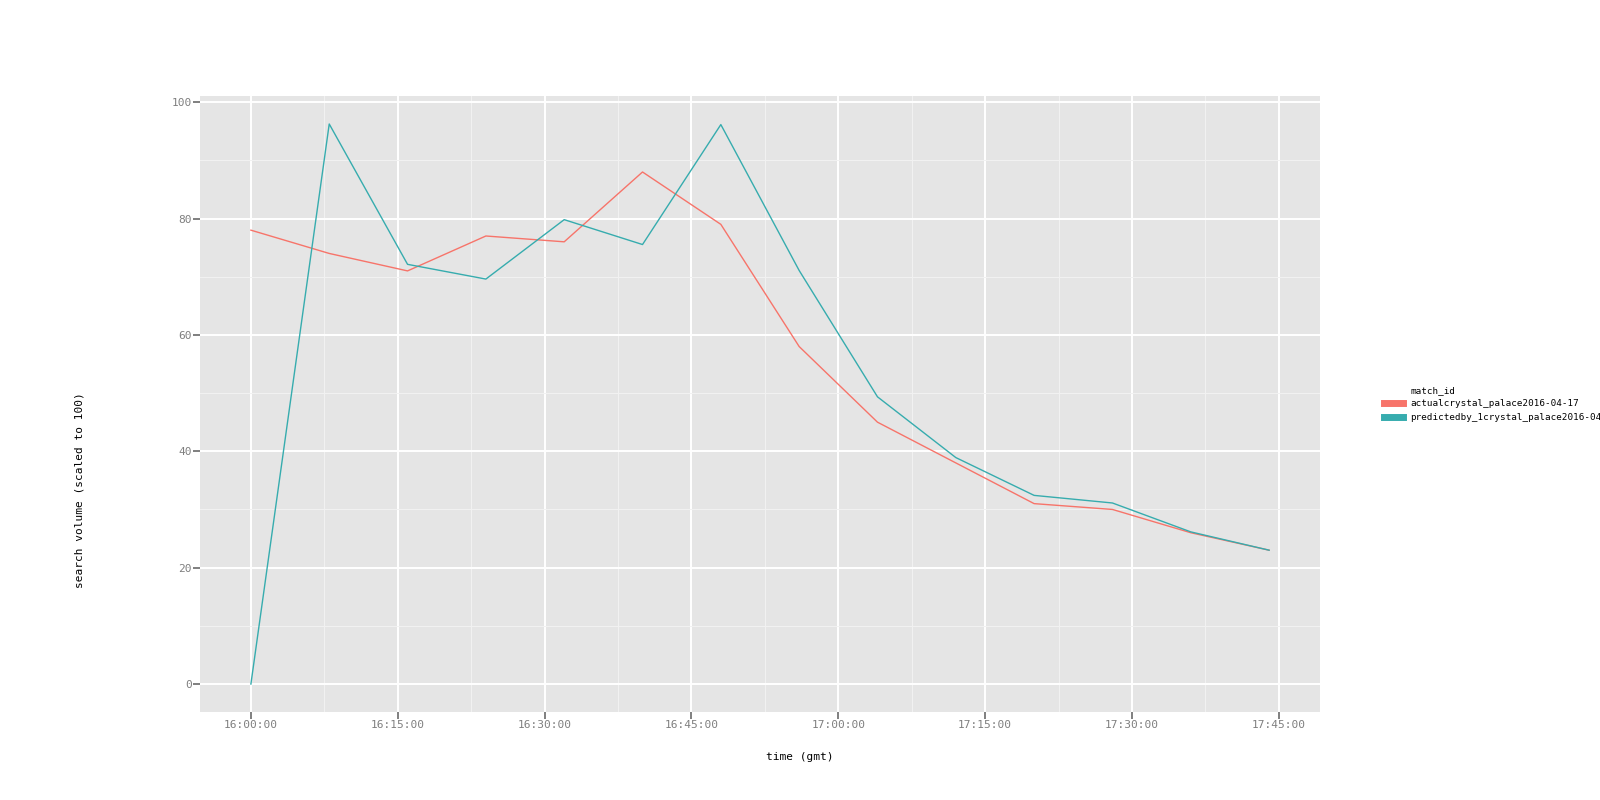 100
80
60
40
20
0
search volume (scaled to 100)
16:00:00 16:15:00 16:30:00 16:45:00 17:00:00 17:15:00 17:30:00 17:45:00
time (gmt)
match_id
actualcrystal_palace2016-04-17
predictedby_1crystal_palace2016-04